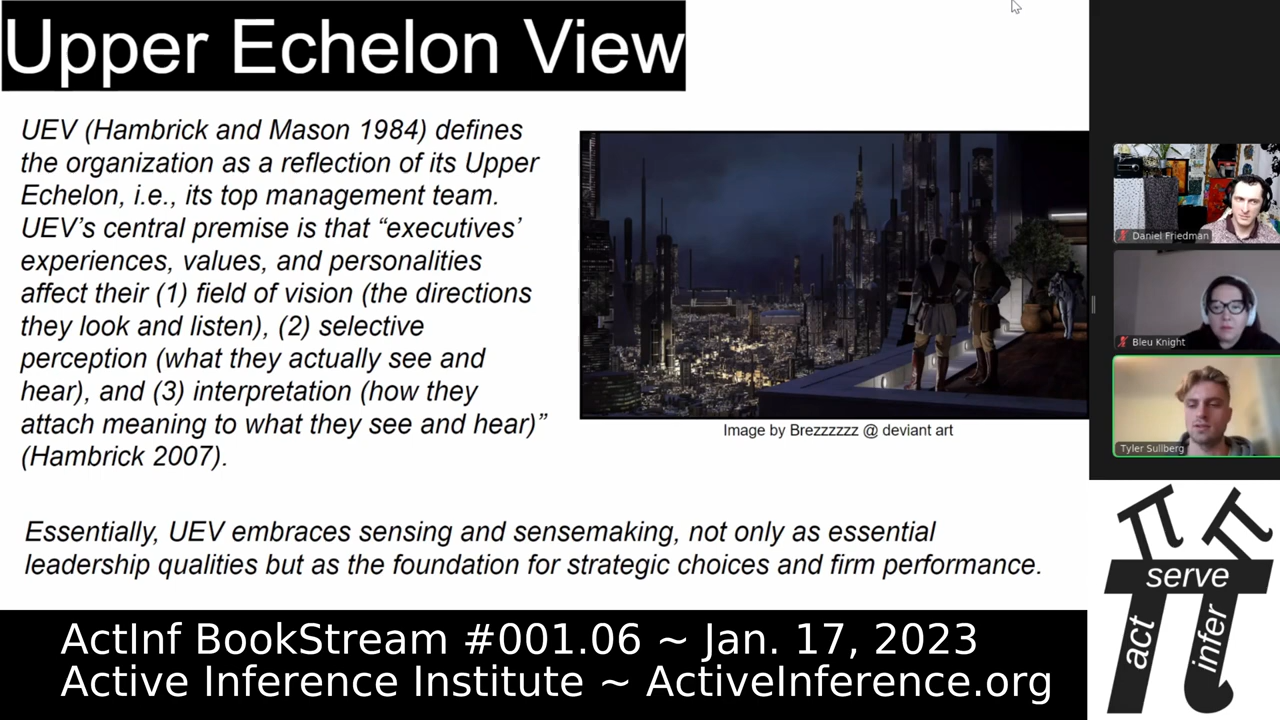 Upper Echelon View
UEV (Hambrick and Mason 1984) defines
the organization as a reflection of its Upper
Echelon, i.e., its top management team.
UEV’s central premise is that “executives’
experiences, values, and personalities
affect their (1) field of vision (the directions
they look and listen), (2) selective
perception (what they actually see and
hear), and (3) interpretation (how they
attach meaning to what they see and hear)”
(Hambrick 2007).
Image by Brezzzzzz @ deviant art
Essentially, UEV embraces sensing and sensemaking, not only as essential
leadership qualities but as the foundation for strategic choices and firm performance.
Daniel Friedman
Bleu Knight
Tyler Sullberg
serve
act
infer
ActInf BookStream #001.06 ~ Jan. 17, 2023
Active Inference Institute ~ ActiveInference.org